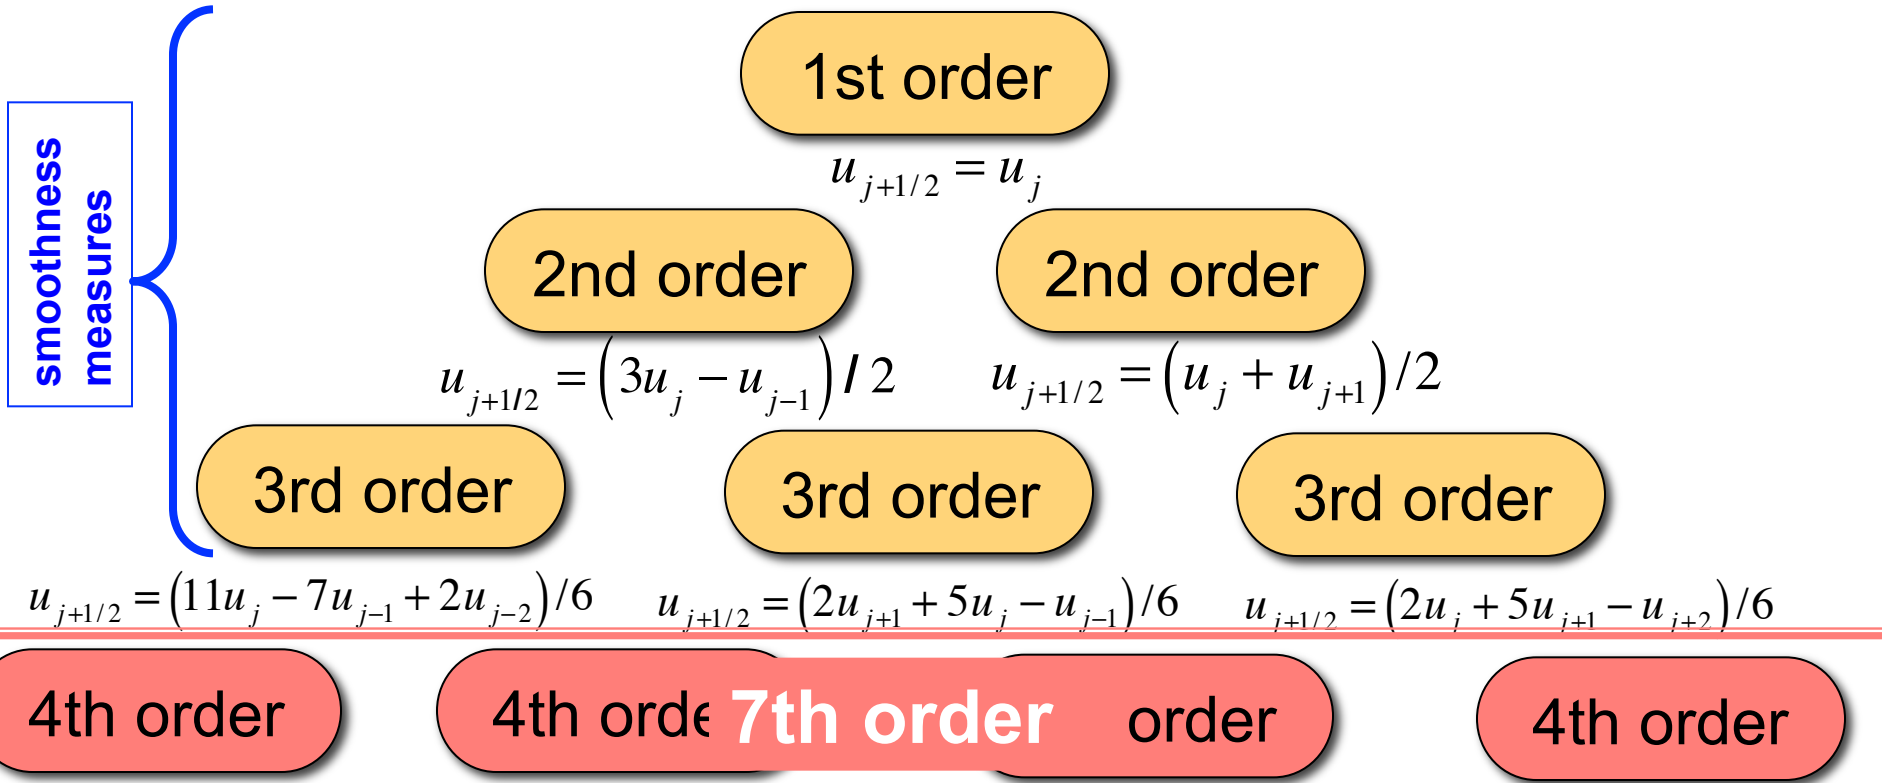 smoothness
measures
1st order
u_{j+1/2} = u_j
2nd order 2nd order
u_{j+1/2} = (3u_j − u_{j−1}) / 2 u_{j+1/2} = (u_j + u_{j+1})/2
3rd order 3rd order 3rd order
u_{j+1/2} = (11u_j − 7u_{j−1} + 2u_{j−2})/6 u_{j+1/2} = (2u_{j+1} + 5u_j − u_{j−1})/6 u_{j+1/2} = (2u_j + 5u_{j+1} − u_{j+2})/6
4th order 4th orde 7th order order 4th order